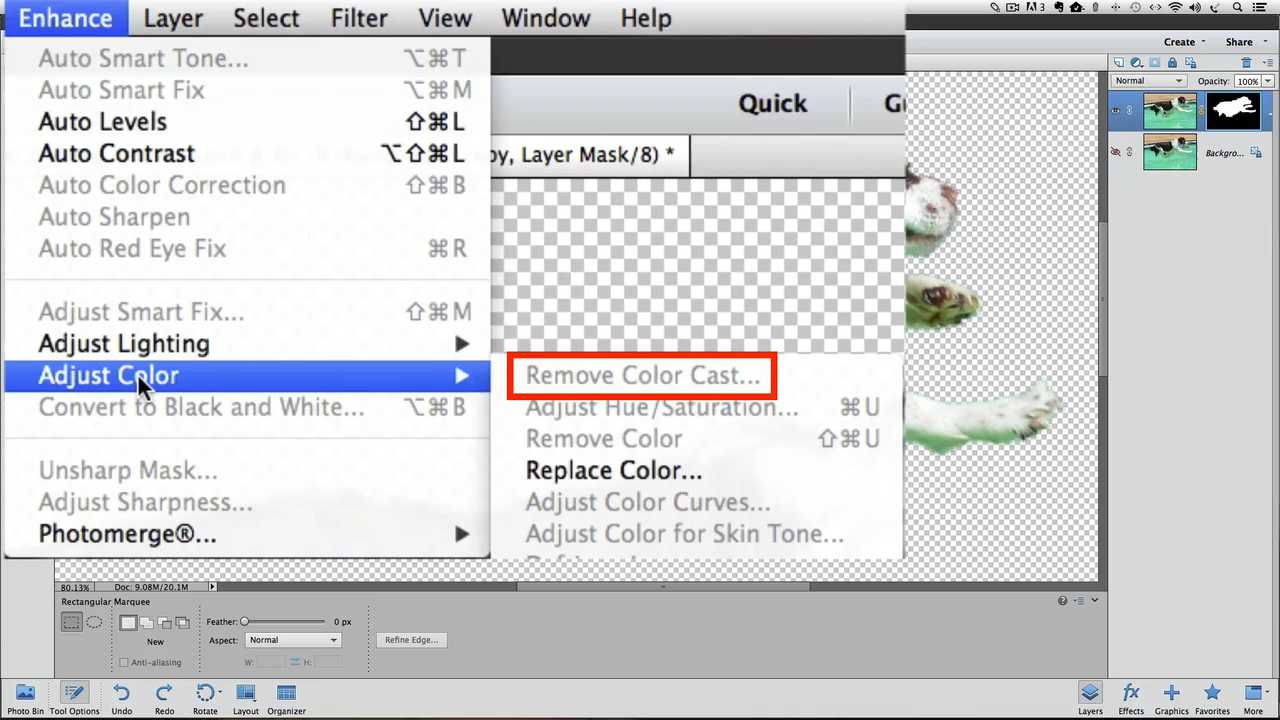 Enhance Layer Select Filter View Window Help
Auto Smart Tone... ⌥⌘T
Auto Smart Fix ⌥⌘M
Auto Levels ⇧⌘L
Auto Contrast ⌥⇧⌘L
Auto Color Correction ⇧⌘B
Auto Sharpen
Auto Red Eye Fix ⌘R
Adjust Smart Fix... ⇧⌘M
Adjust Lighting
Adjust Color
Convert to Black and White... ⌥⌘B
Unsharp Mask...
Adjust Sharpness...
Photomerge®...
Quick
py, Layer Mask/8) *
Remove Color Cast...
Adjust Hue/Saturation... ⌘U
Remove Color ⇧⌘U
Replace Color...
Adjust Color Curves...
Adjust Color for Skin Tone...
Create Share
Normal Opacity: 100%
Backgro...
80.13% Doc: 9.08M/20.1M
Rectangular Marquee
New
Anti-aliasing
Feather: 0 px
Aspect: Normal
W: H:
Refine Edge...
Photo Bin Tool Options Undo Redo Rotate Layout Organizer
Layers Effects Graphics Favorites More